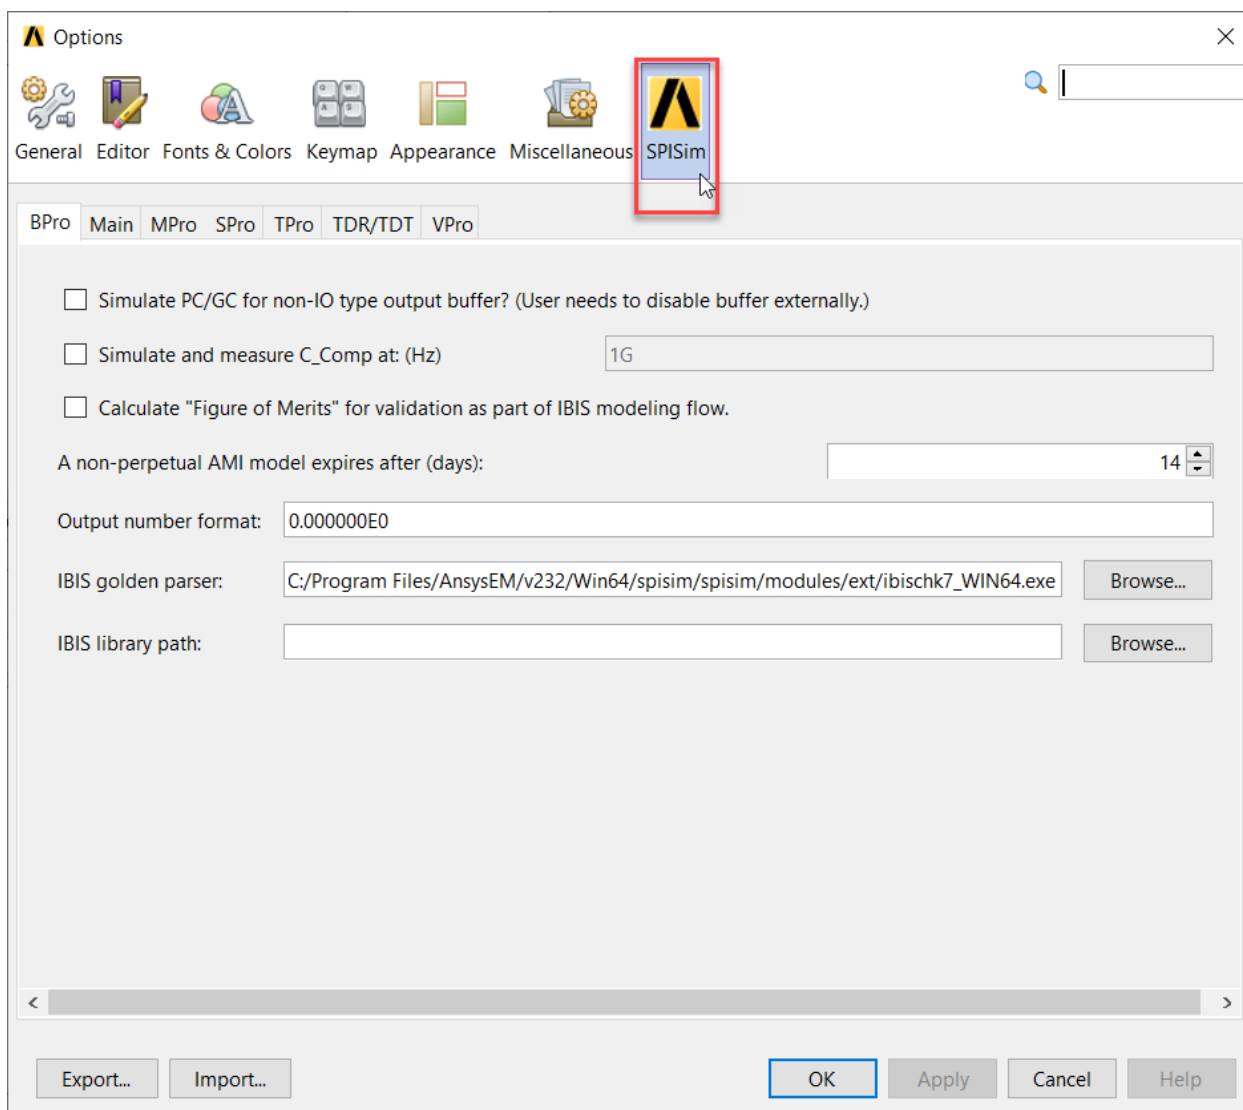 Options
General Editor Fonts & Colors Keymap Appearance Miscellaneous SPISim
BPro Main MPro SPro TPro TDR/TDT VPro
Simulate PC/GC for non-IO type output buffer? (User needs to disable buffer externally.)
Simulate and measure C_Comp at: (Hz) 1G
Calculate "Figure of Merits" for validation as part of IBIS modeling flow.
A non-perpetual AMI model expires after (days): 14
Output number format: 0.000000E0
IBIS golden parser: C:/Program Files/AnsysEM/v232/Win64/spisim/spisim/modules/ext/ibischk7_WIN64.exe Browse...
IBIS library path: Browse...
Export... Import... OK Apply Cancel Help